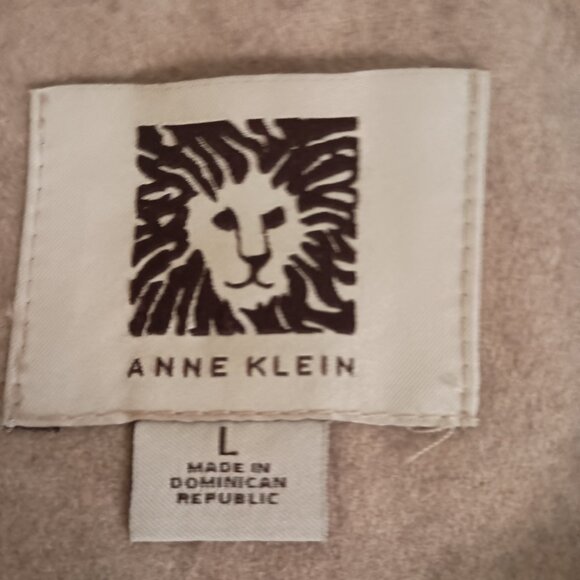 ANNE KLEIN
L
MADE IN
DOMINICAN
REPUBLIC